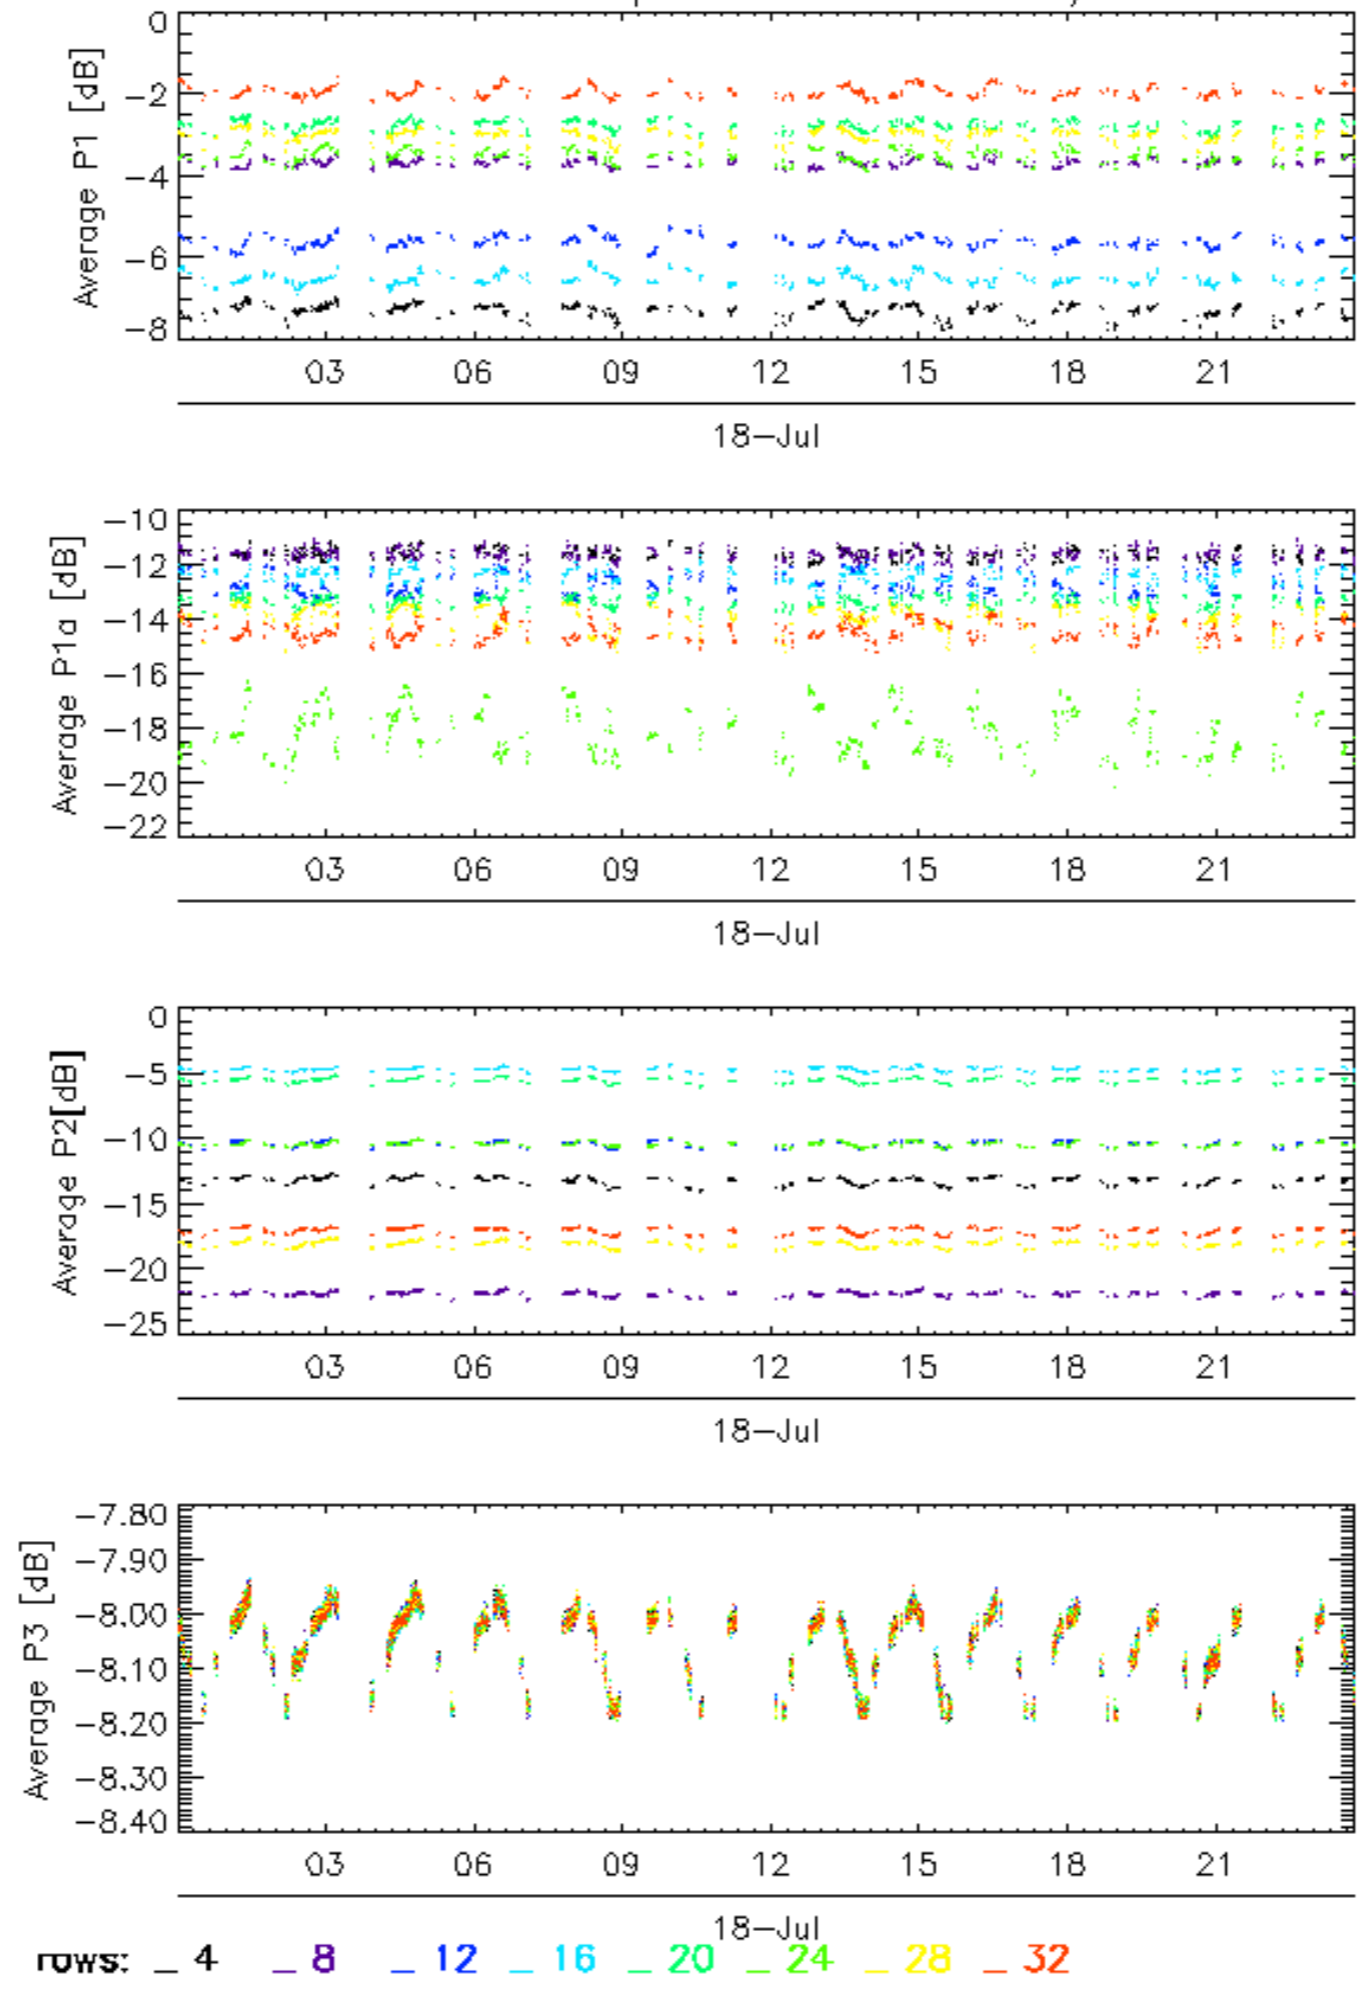 0
−2
−4
−6
−8
Average P1 [dB]
03 06 09 12 15 18 21
18−Jul
−10
−12
−14
−16
−18
−20
−22
Average P1a [dB]
03 06 09 12 15 18 21
18−Jul
0
−5
−10
−15
−20
−25
Average P2[dB]
03 06 09 12 15 18 21
18−Jul
−7.80
−7.90
−8.00
−8.10
−8.20
−8.30
−8.40
Average P3 [dB]
03 06 09 12 15 18 21
18−Jul
rows: _ 4 _ 8 _ 12 _ 16 _ 20 _ 24 _ 28 _ 32